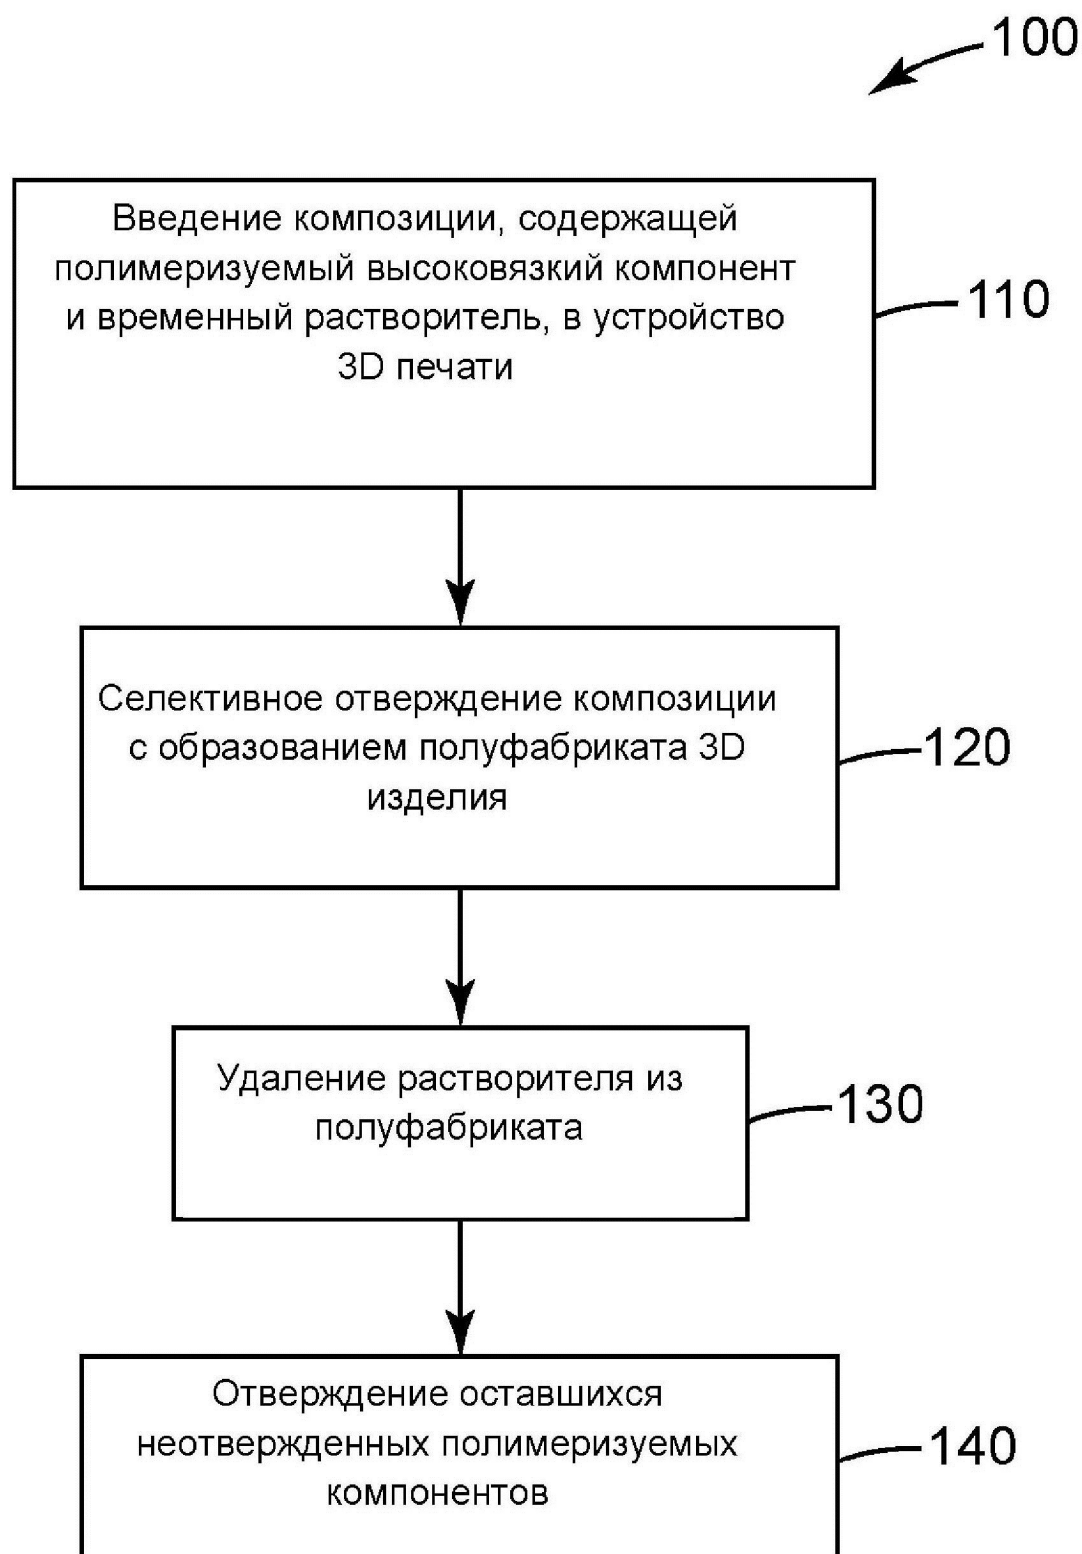 100
Введение композиции, содержащей
полимеризуемый высоковязкий компонент
и временный растворитель, в устройство
3D печати
110
Селективное отверждение композиции
с образованием полуфабриката 3D
изделия
120
Удаление растворителя из
полуфабриката
130
Отверждение оставшихся
неотвержденных полимеризуемых
компонентов
140